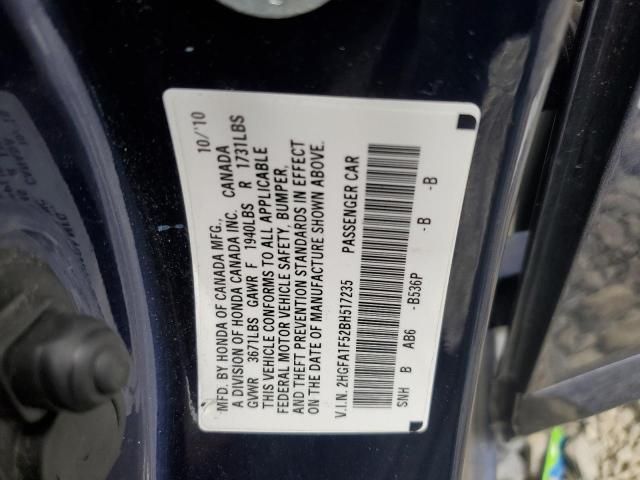 MFD. BY HONDA OF CANADA MFG., 10/'10
A DIVISION OF HONDA CANADA INC. CANADA
GVWR 3671LBS GAWR F 1940LBS R 1731LBS
THIS VEHICLE CONFORMS TO ALL APPLICABLE
FEDERAL MOTOR VEHICLE SAFETY, BUMPER,
AND THEFT PREVENTION STANDARDS IN EFFECT
ON THE DATE OF MANUFACTURE SHOWN ABOVE.
V.I.N. 2HGFA1F52BH517235 PASSENGER CAR
SNH B AB6 -B536P -B -B